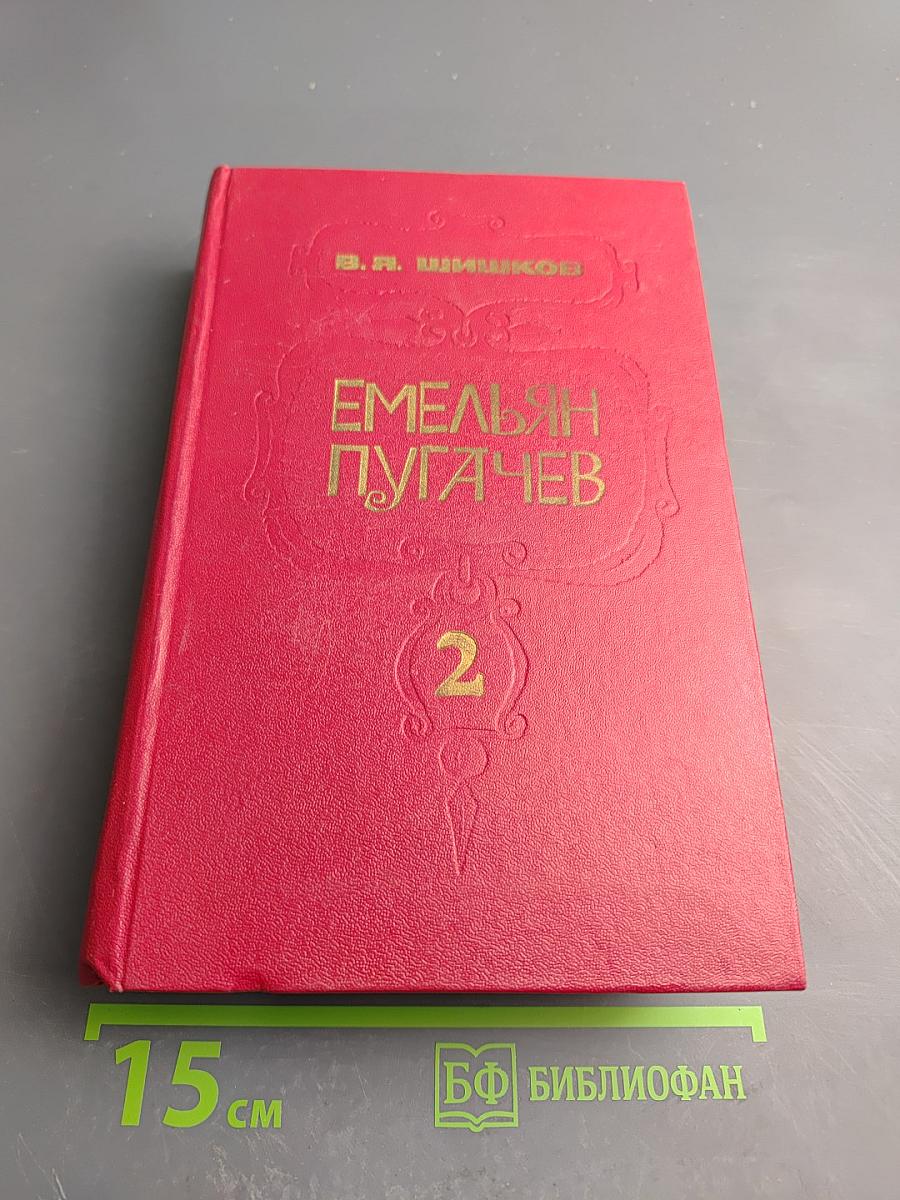 В. Я. ШИШКОВ
ЕМЕЛЬЯН
ПУГАЧЕВ
2
15 см
БФ БИБЛИОФАН